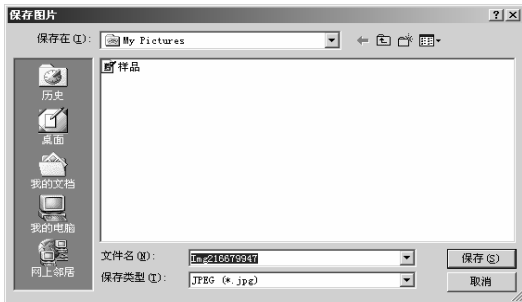 保存图片
保存在(I):
My Pictures
样品
历史
桌面
我的文档
我的电脑
网上邻居
文件名(N):
Img216679947
保存(S)
保存类型(T):
JPEG (*.jpg)
取消